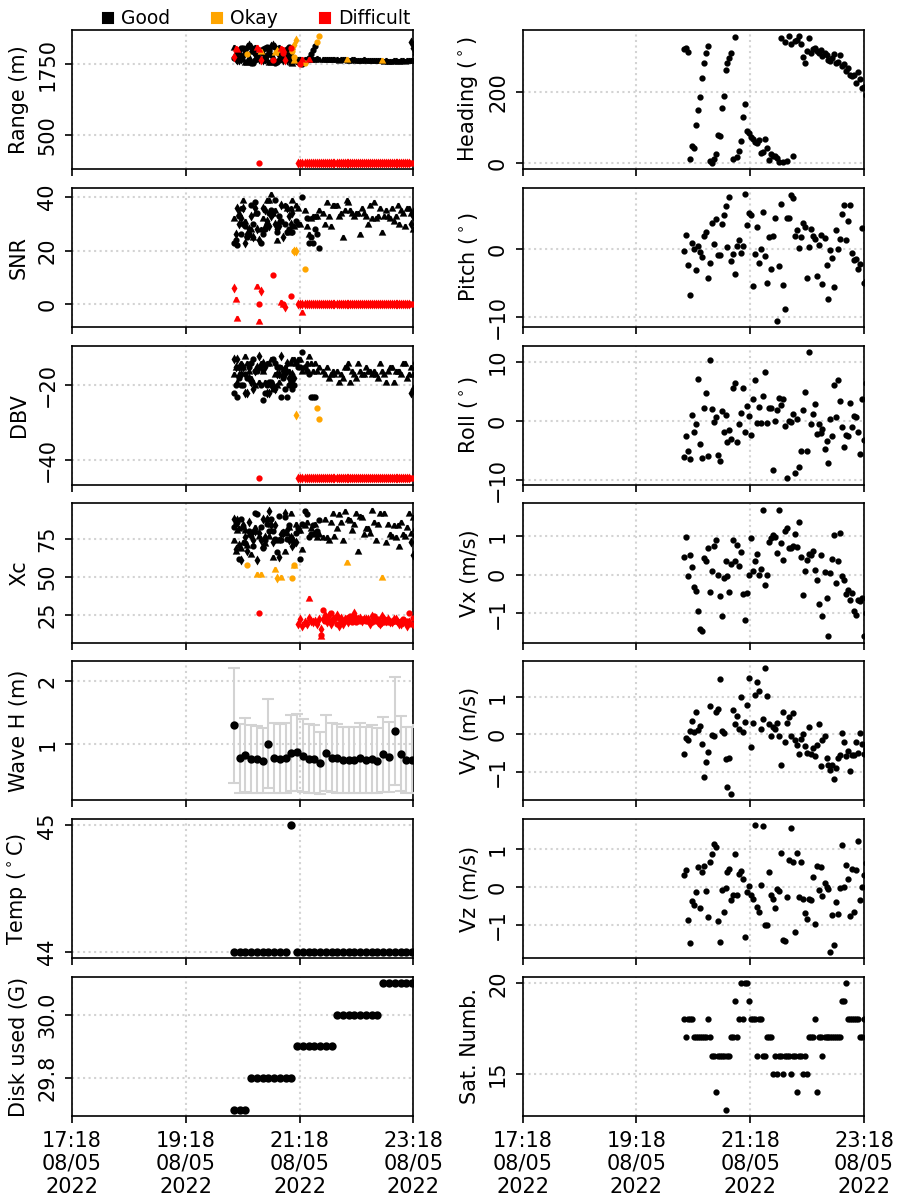 Good Okay Difficult
Range (m)
1750
500
Heading (°)
200
0
SNR
40
20
0
Pitch (°)
0
−10
DBV
−20
−40
Roll (°)
10
0
−10
Xc
75
50
25
Vx (m/s)
1
0
−1
Wave H (m)
2
1
Vy (m/s)
1
0
−1
Temp (°C)
45
44
Vz (m/s)
1
0
−1
Disk used (G)
30.0
29.8
Sat. Numb.
20
15
17:18 19:18 21:18 23:18 17:18 19:18 21:18 23:18
08/05 08/05 08/05 08/05 08/05 08/05 08/05 08/05
2022 2022 2022 2022 2022 2022 2022 2022